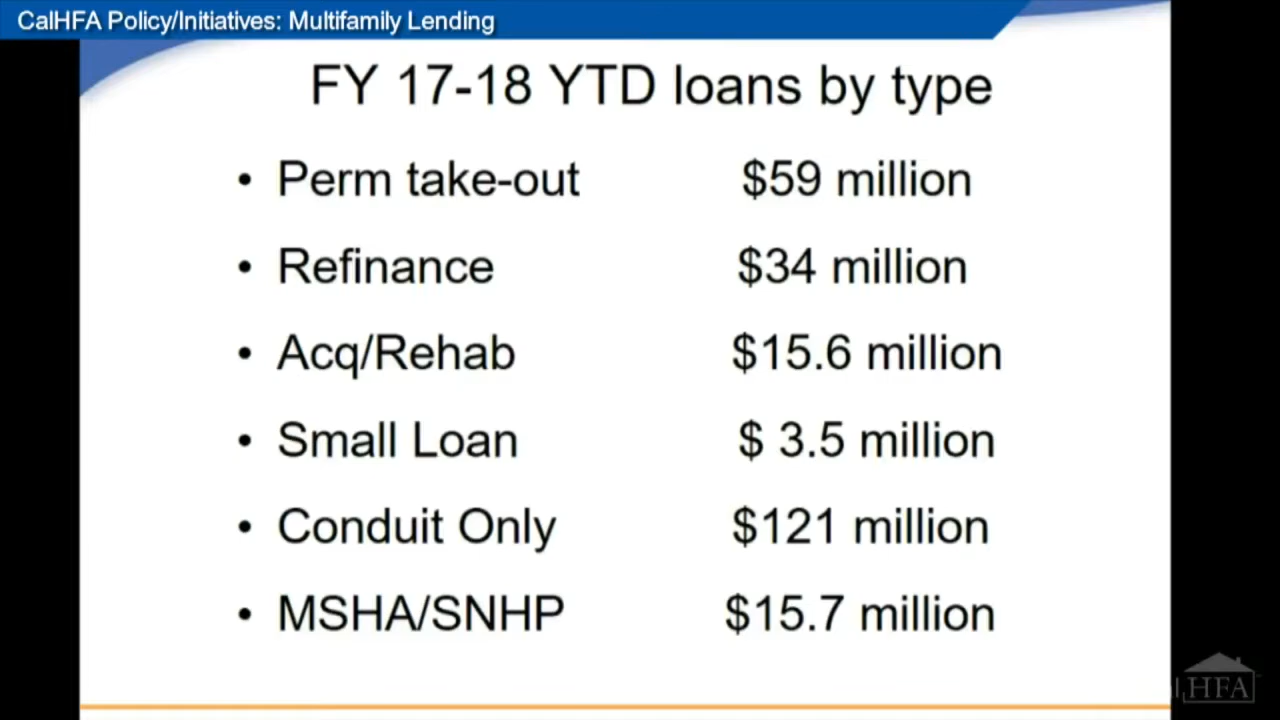 CalHFA Policy/Initiatives: Multifamily Lending
FY 17-18 YTD loans by type
• Perm take-out $59 million
• Refinance $34 million
• Acq/Rehab $15.6 million
• Small Loan $ 3.5 million
• Conduit Only $121 million
• MSHA/SNHP $15.7 million
HFA